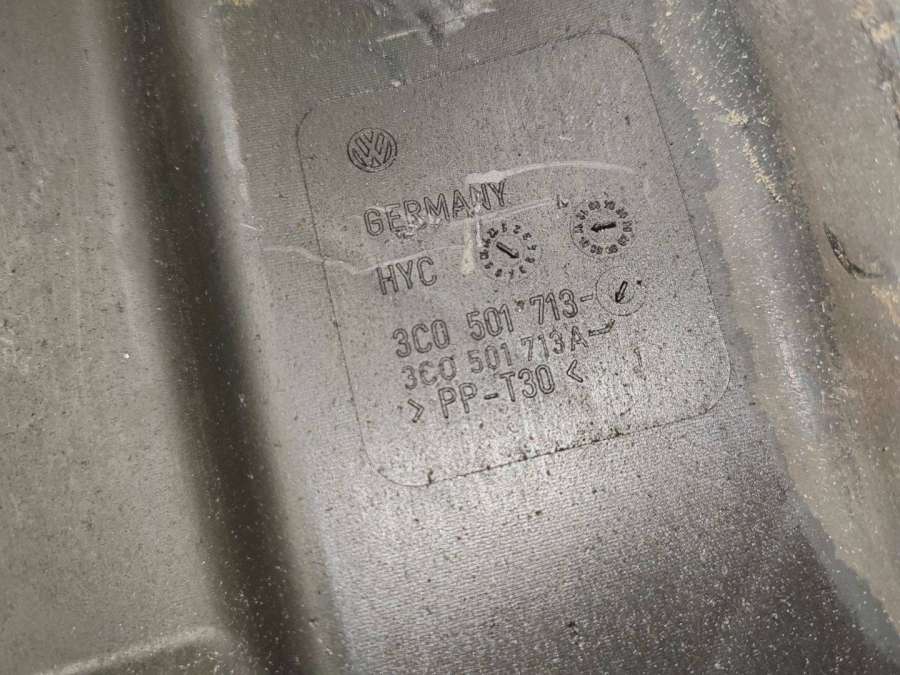 GERMANY
HYC
3C0 501 713-
3C0 501 713A-
> PP-T30 <